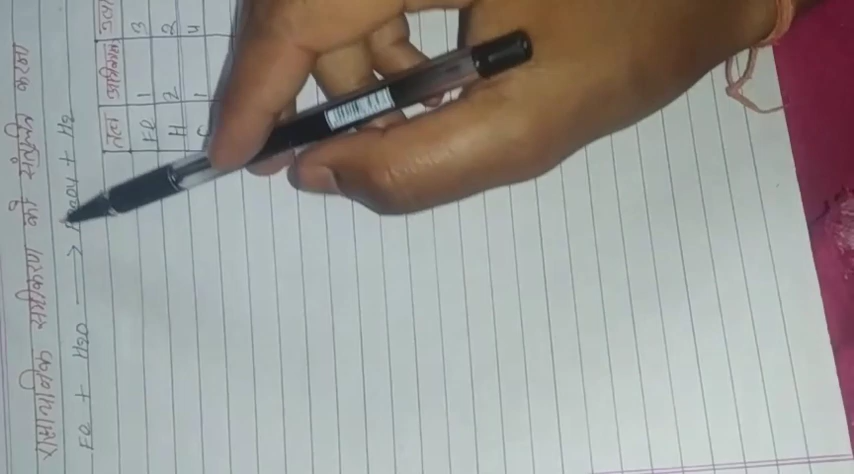 रासायनिक समीकरण को संतुलित करना
Fe + H2O ⟶ Fe3O4 + H2
तत्व अभिकारक
Fe 1 3
H 2 2
1 4